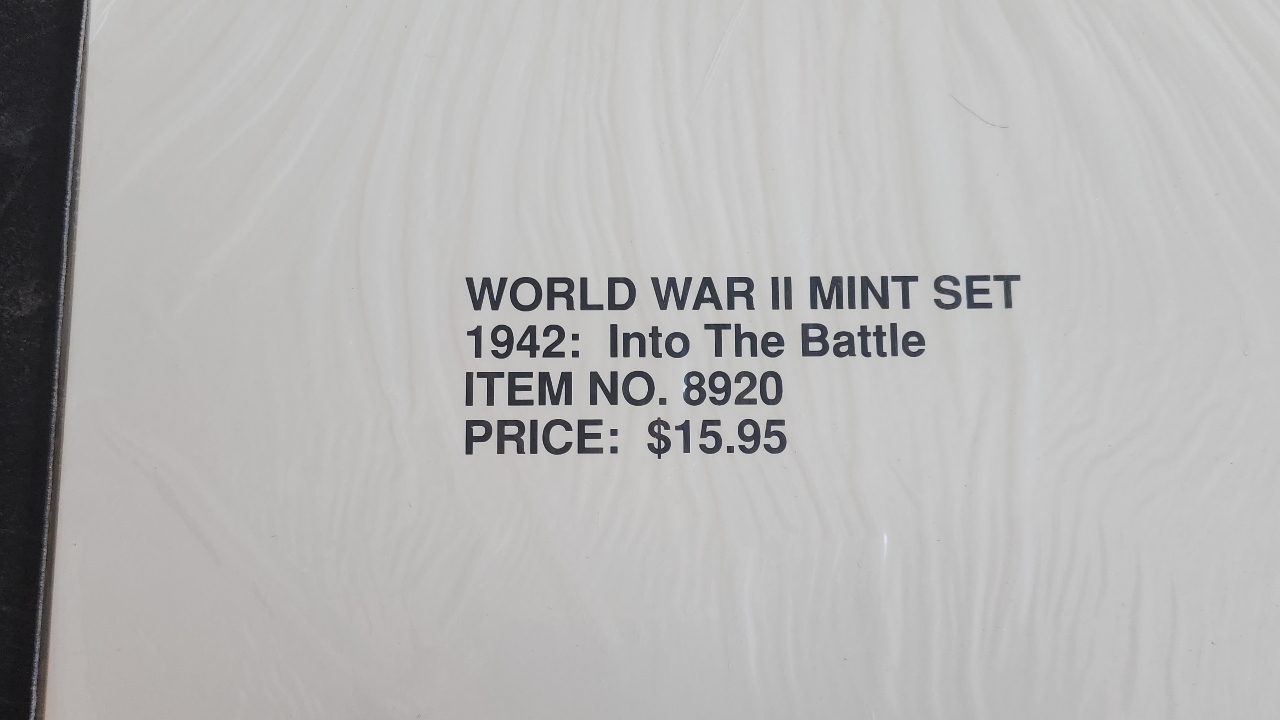 WORLD WAR II MINT SET
1942: Into The Battle
ITEM NO. 8920
PRICE: $15.95